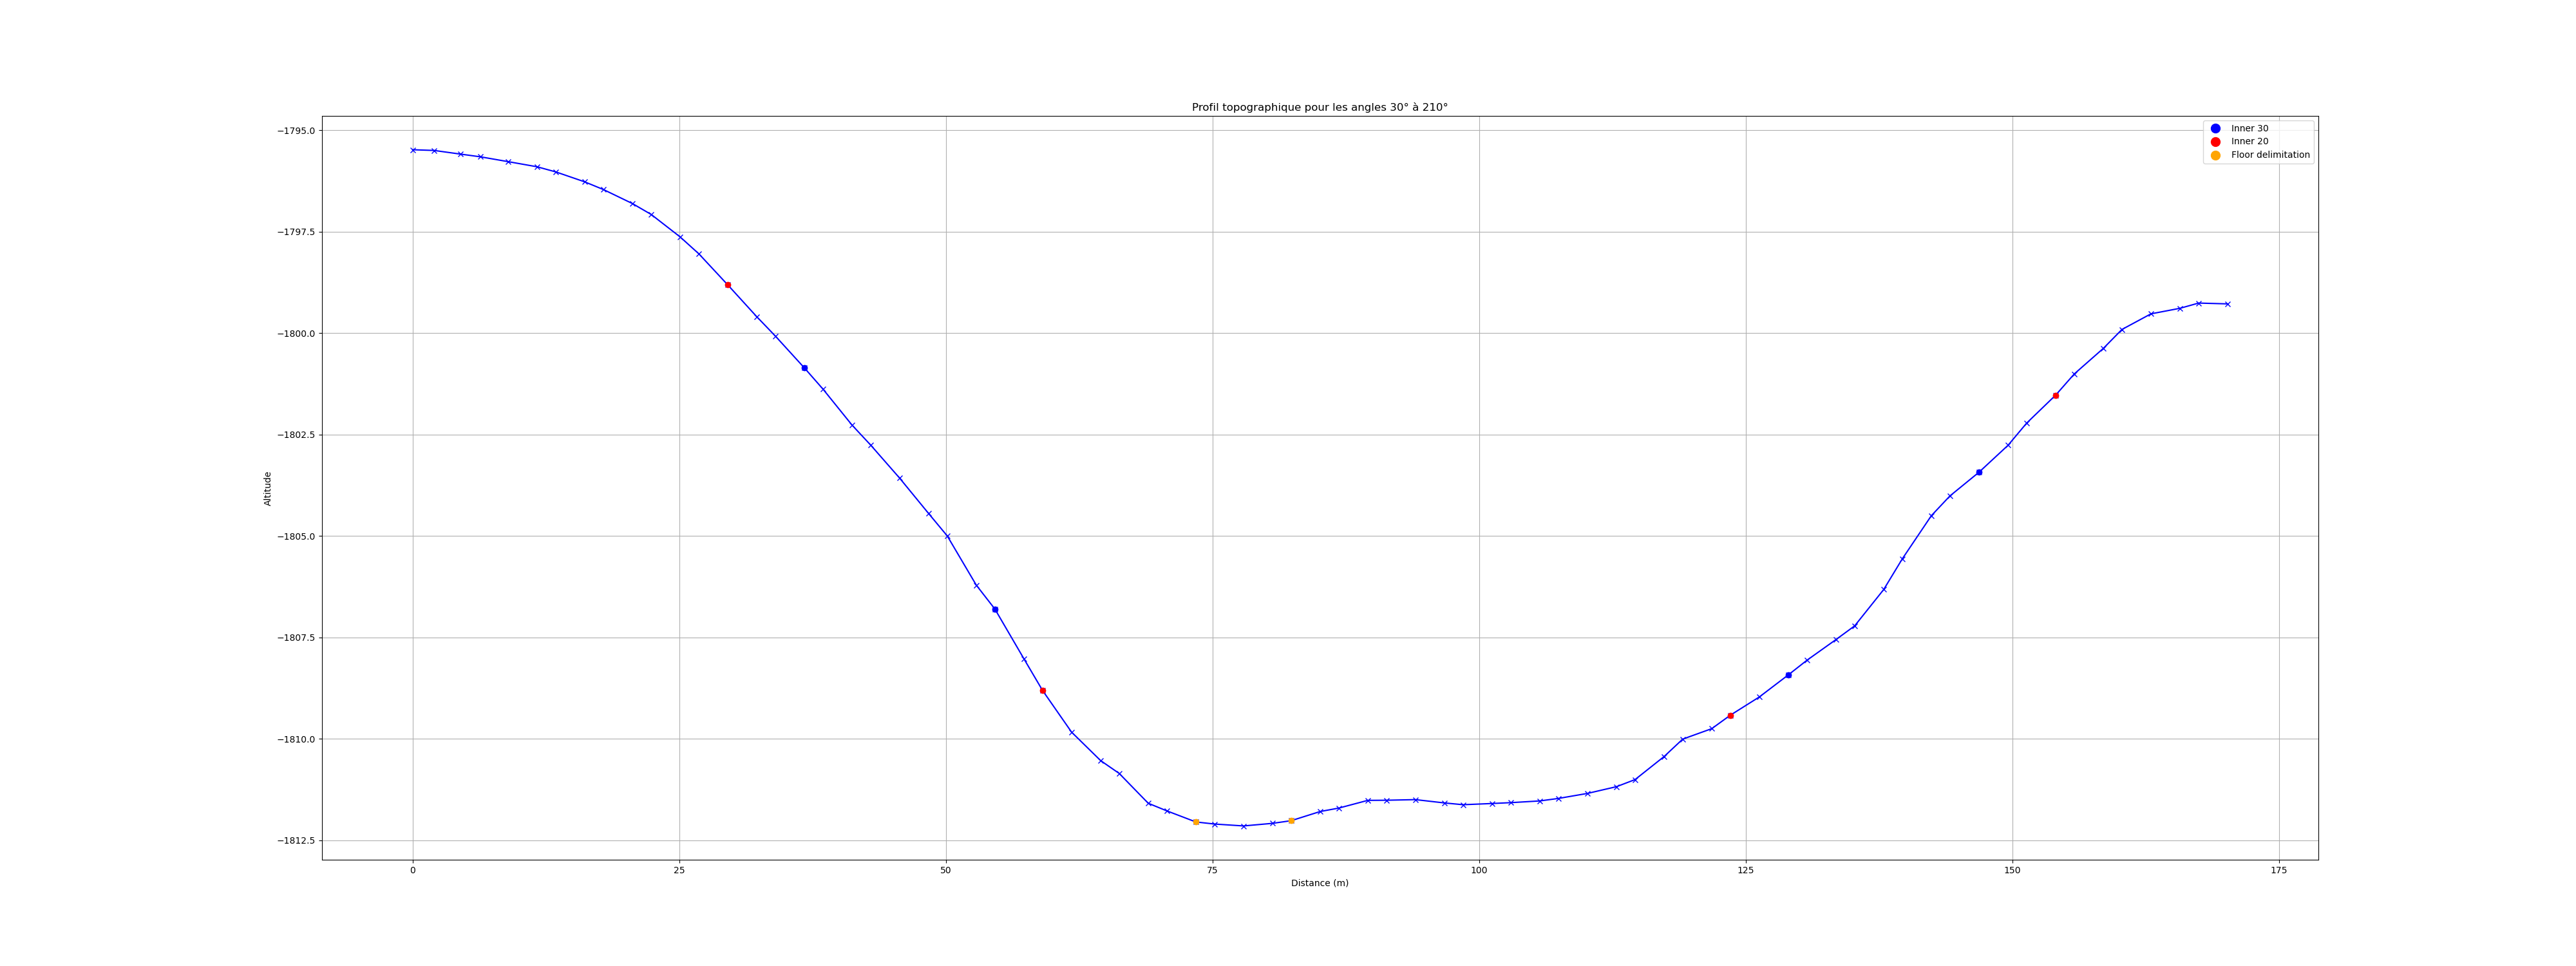 Profil topographique pour les angles 30° à 210°
Inner 30
Inner 20
Floor delimitation
−1795.0
−1797.5
−1800.0
−1802.5
−1805.0
−1807.5
−1810.0
−1812.5
Altitude
0 25 50 75 100 125 150 175
Distance (m)